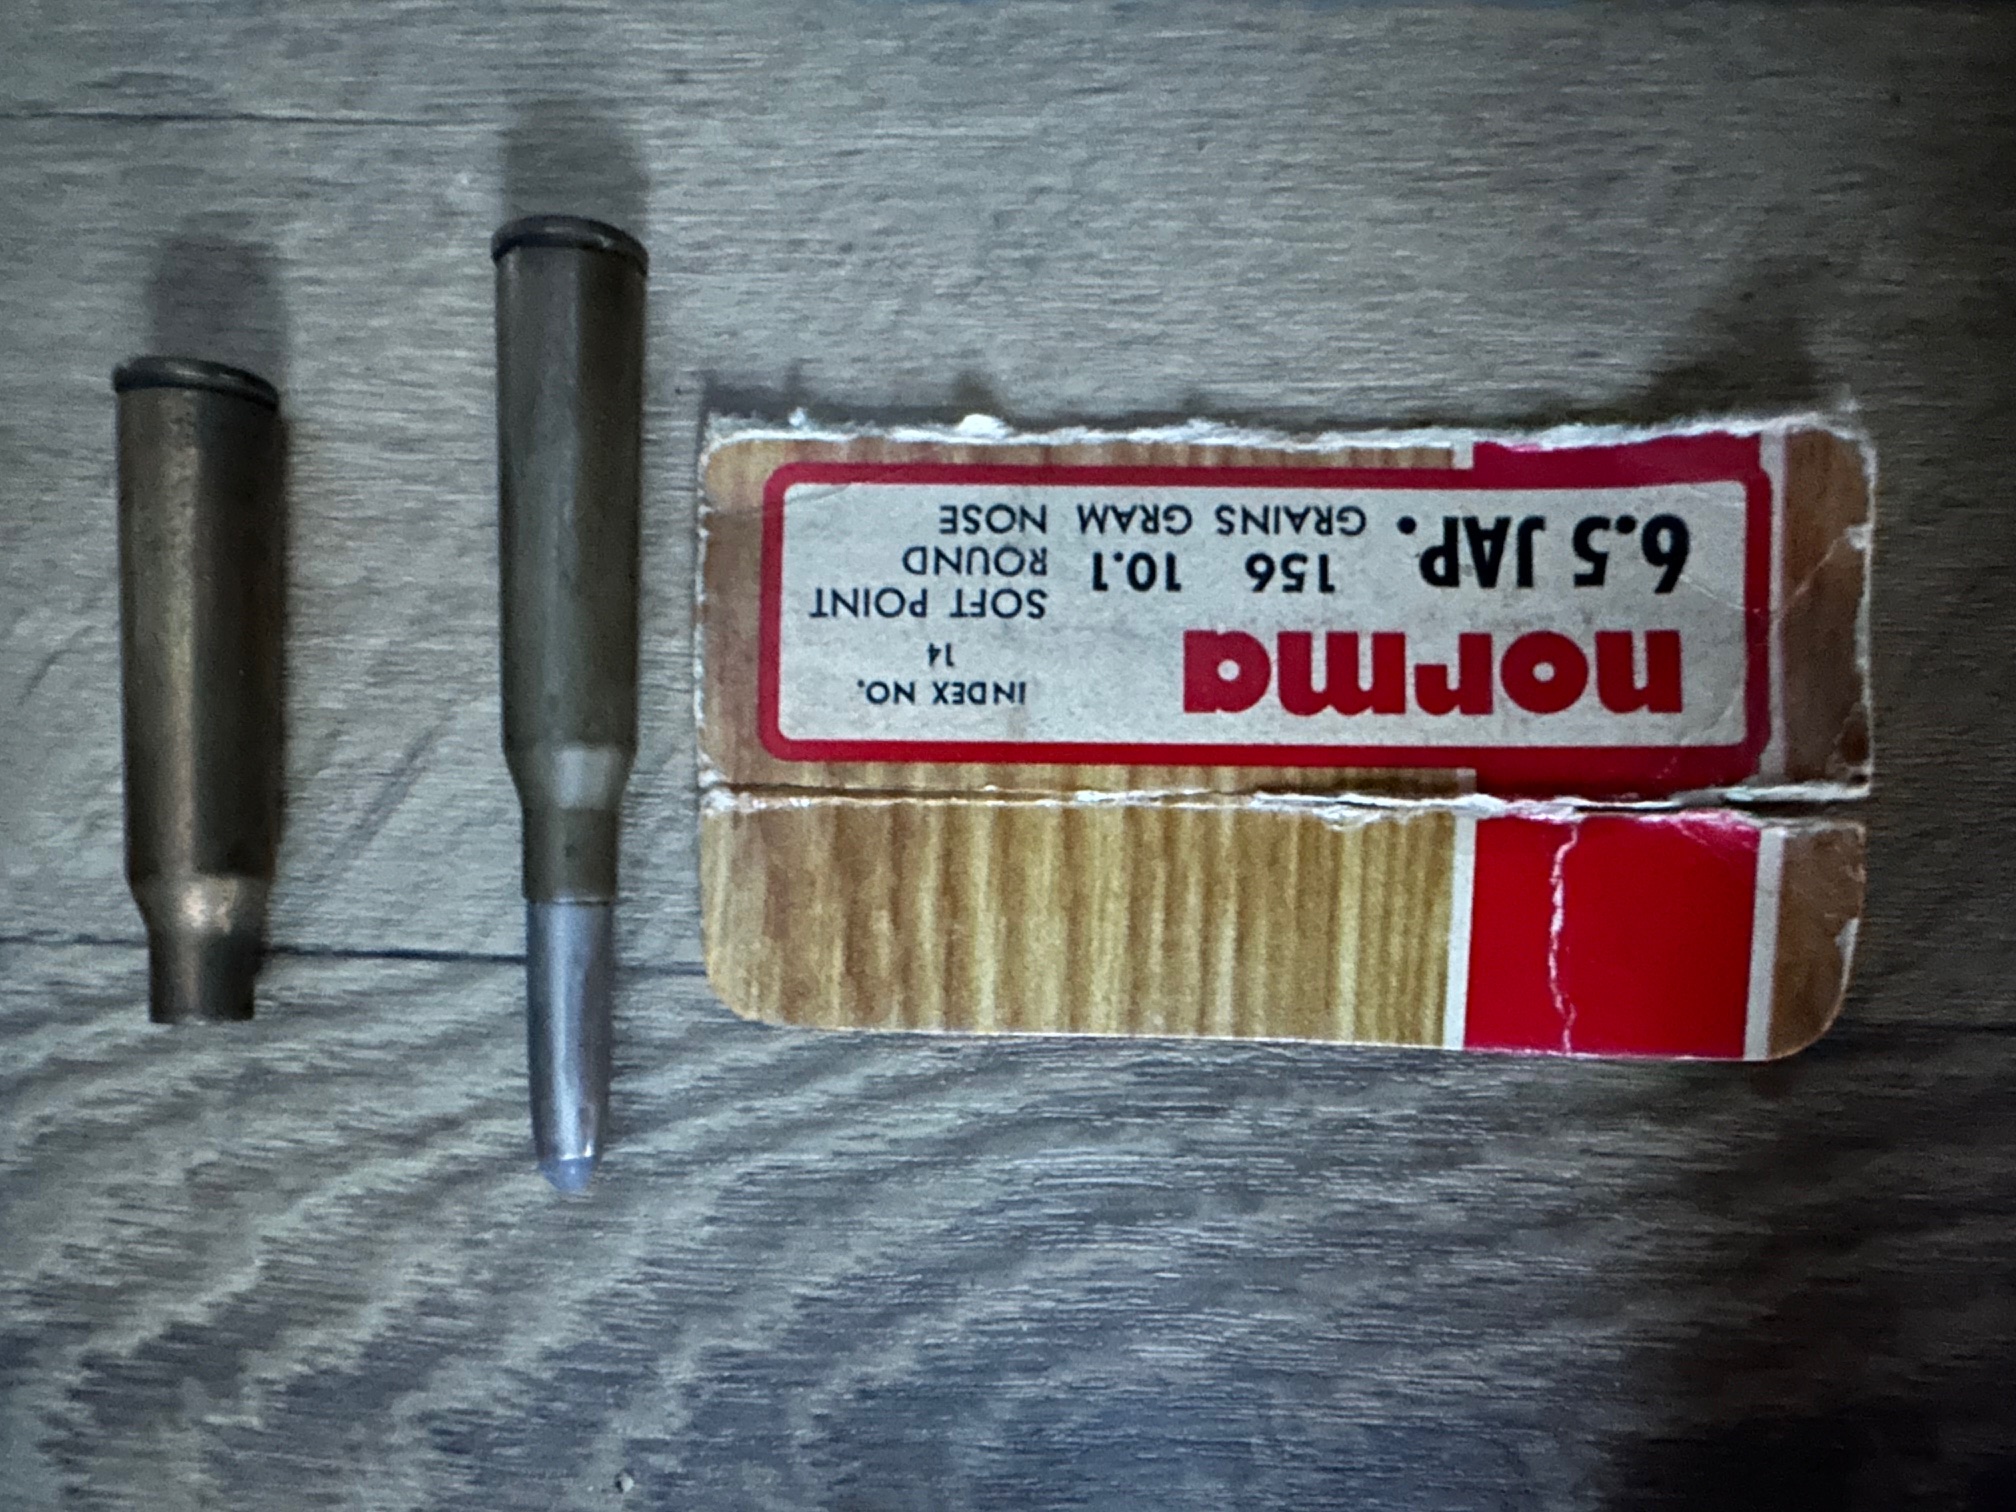 norma
6.5 JAP. •
156 10.1
GRAINS GRAM
INDEX NO.
14
SOFT POINT
ROUND
NOSE